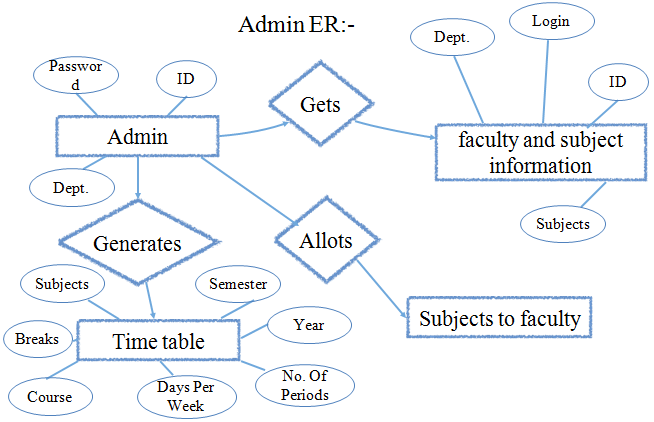 Admin ER:-
Dept.
Login
ID
Passwor
d
ID
Gets
Admin
faculty and subject
information
Dept.
Subjects
Generates
Allots
Subjects
Semester
Breaks
Time table
Year
Subjects to faculty
Course
Days Per
Week
No. Of
Periods